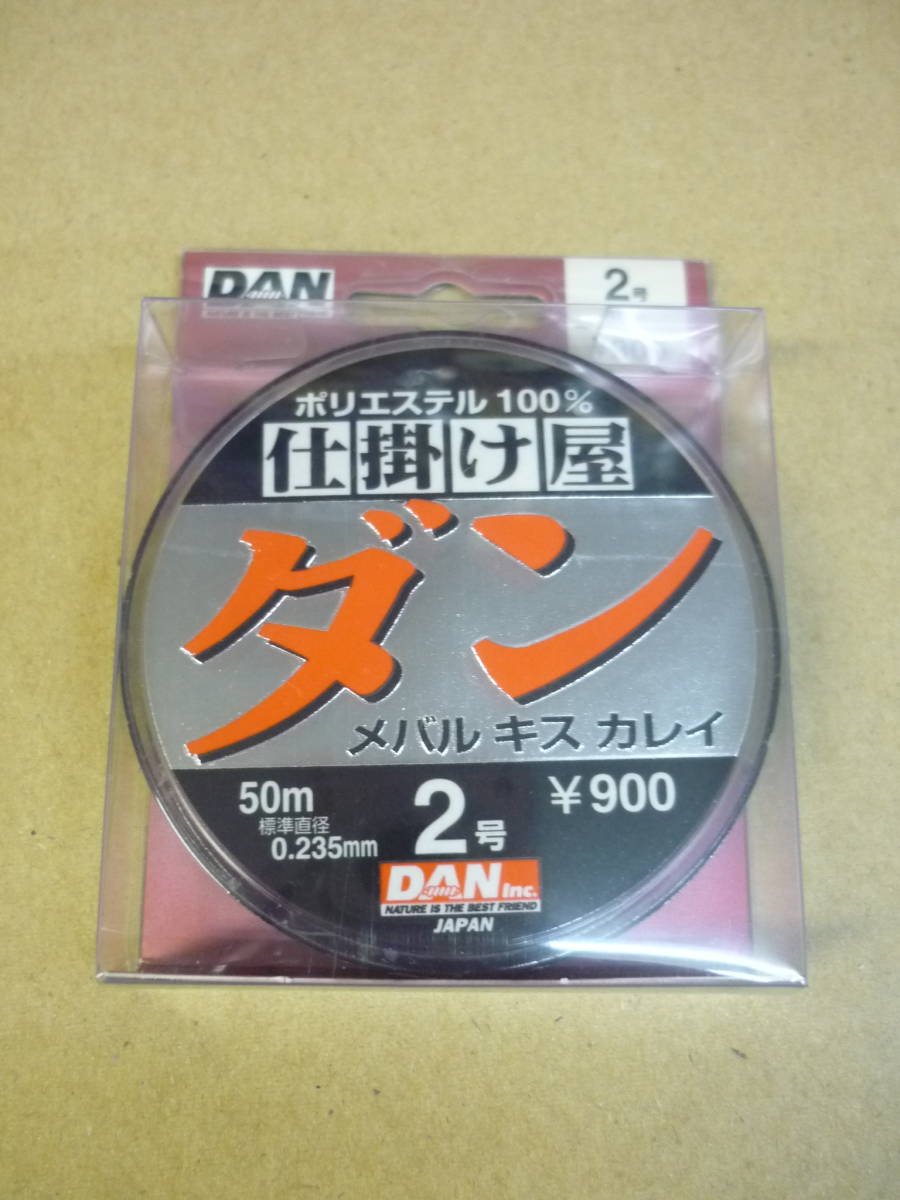 DAN
2号
ポリエステル 100%
仕掛け屋
ダン
メバル キス カレイ
50m
標準直径
0.235mm
2号
¥900
DAN Inc.
NATURE IS THE BEST FRIEND
JAPAN